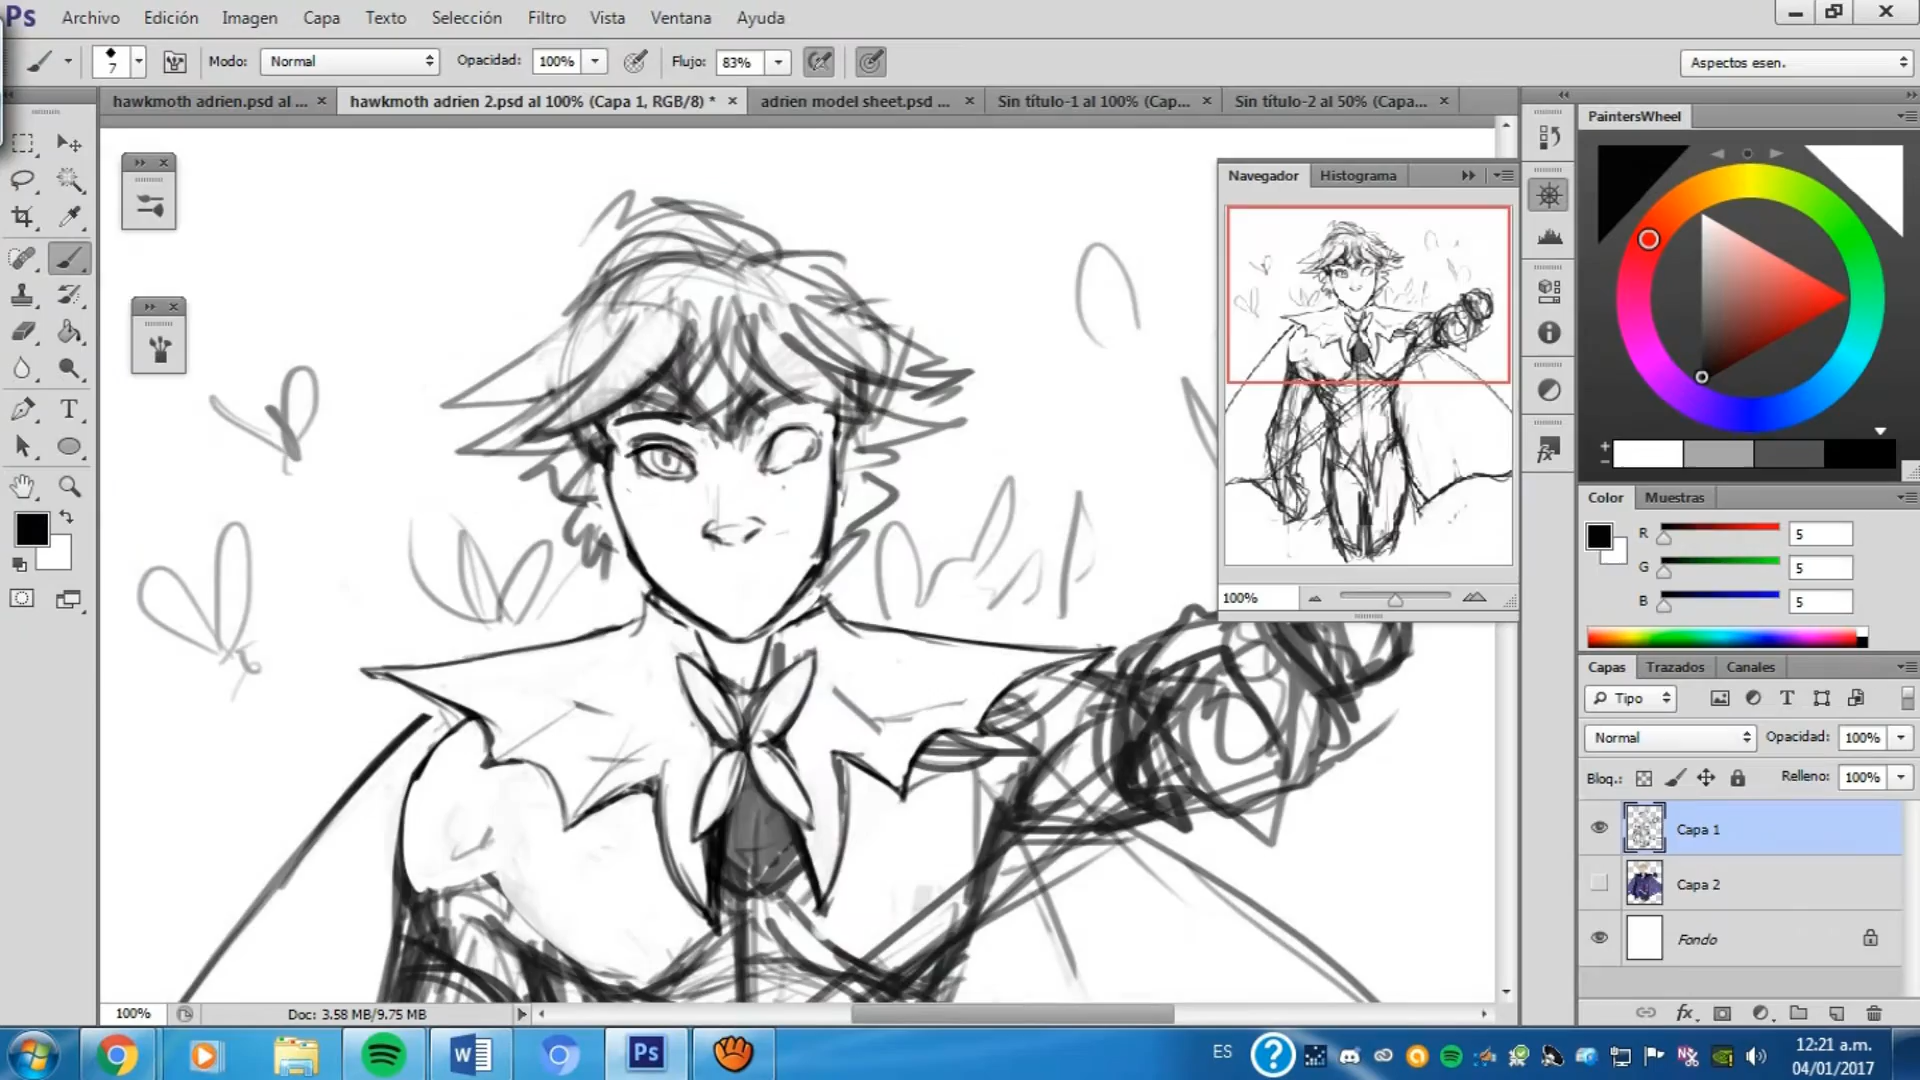 Ps Archivo Edición Imagen Capa Texto Selección Filtro Vista Ventana Ayuda
7 Modo: Normal Opacidad: 100% Flujo: 83% Aspectos esen.
hawkmoth adrien.psd al ... × hawkmoth adrien 2.psd al 100% (Capa 1, RGB/8) * × adrien model sheet.psd ... × Sin título-1 al 100% (Cap... × Sin título-2 al 50% (Capa... ×
PaintersWheel
Navegador Histograma
100%
Color Muestras
R 5
G 5
B 5
Capas Trazados Canales
Tipo
Normal Opacidad: 100%
Bloq.: Relleno: 100%
Capa 1
Capa 2
Fondo
100% Doc: 3.58 MB/9.75 MB
ES 12:21 a.m.
04/01/2017